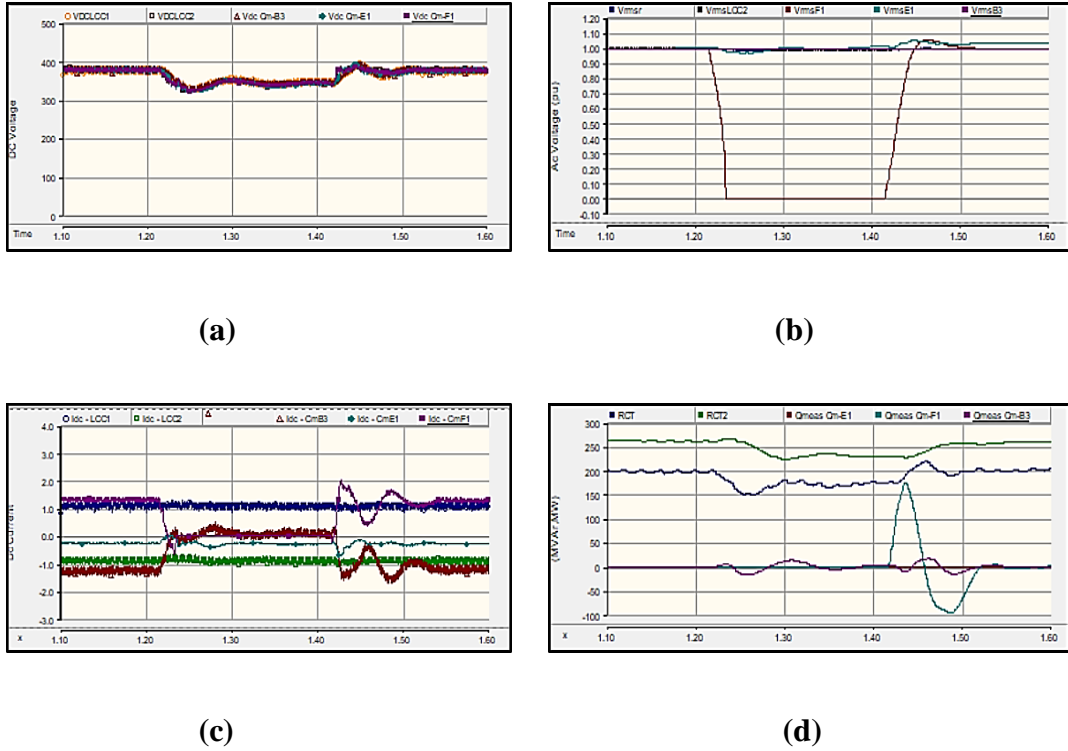 VDCLCC1 VDCLCC2 Vdc Qm-B3 Vdc Qm-E1 Vdc Qm-F1
500
400
300
200
100
0
DC Voltage
Time 1.10 1.20 1.30 1.40 1.50 1.60
(a)
Vrmsr VrmsLCC2 VrmsF1 VrmsE1 VrmsB3
1.20
1.10
1.00
0.90
0.80
0.70
0.60
0.50
0.40
0.30
0.20
0.10
0.00
-0.10
Ac Voltage (pu)
Time 1.10 1.20 1.30 1.40 1.50 1.60
(b)
Idc - LCC1 Idc - LCC2 Idc - CmB3 Idc - CmE1 Idc - CmF1
4.0
3.0
2.0
1.0
0.0
-1.0
-2.0
-3.0
x 1.10 1.20 1.30 1.40 1.50 1.60
(c)
RCT RCT2 Qmeas Qm-E1 Qmeas Qm-F1 Qmeas Qm-B3
300
250
200
150
100
50
0
-50
-100
(MVAr,MW)
x 1.10 1.20 1.30 1.40 1.50 1.60
(d)